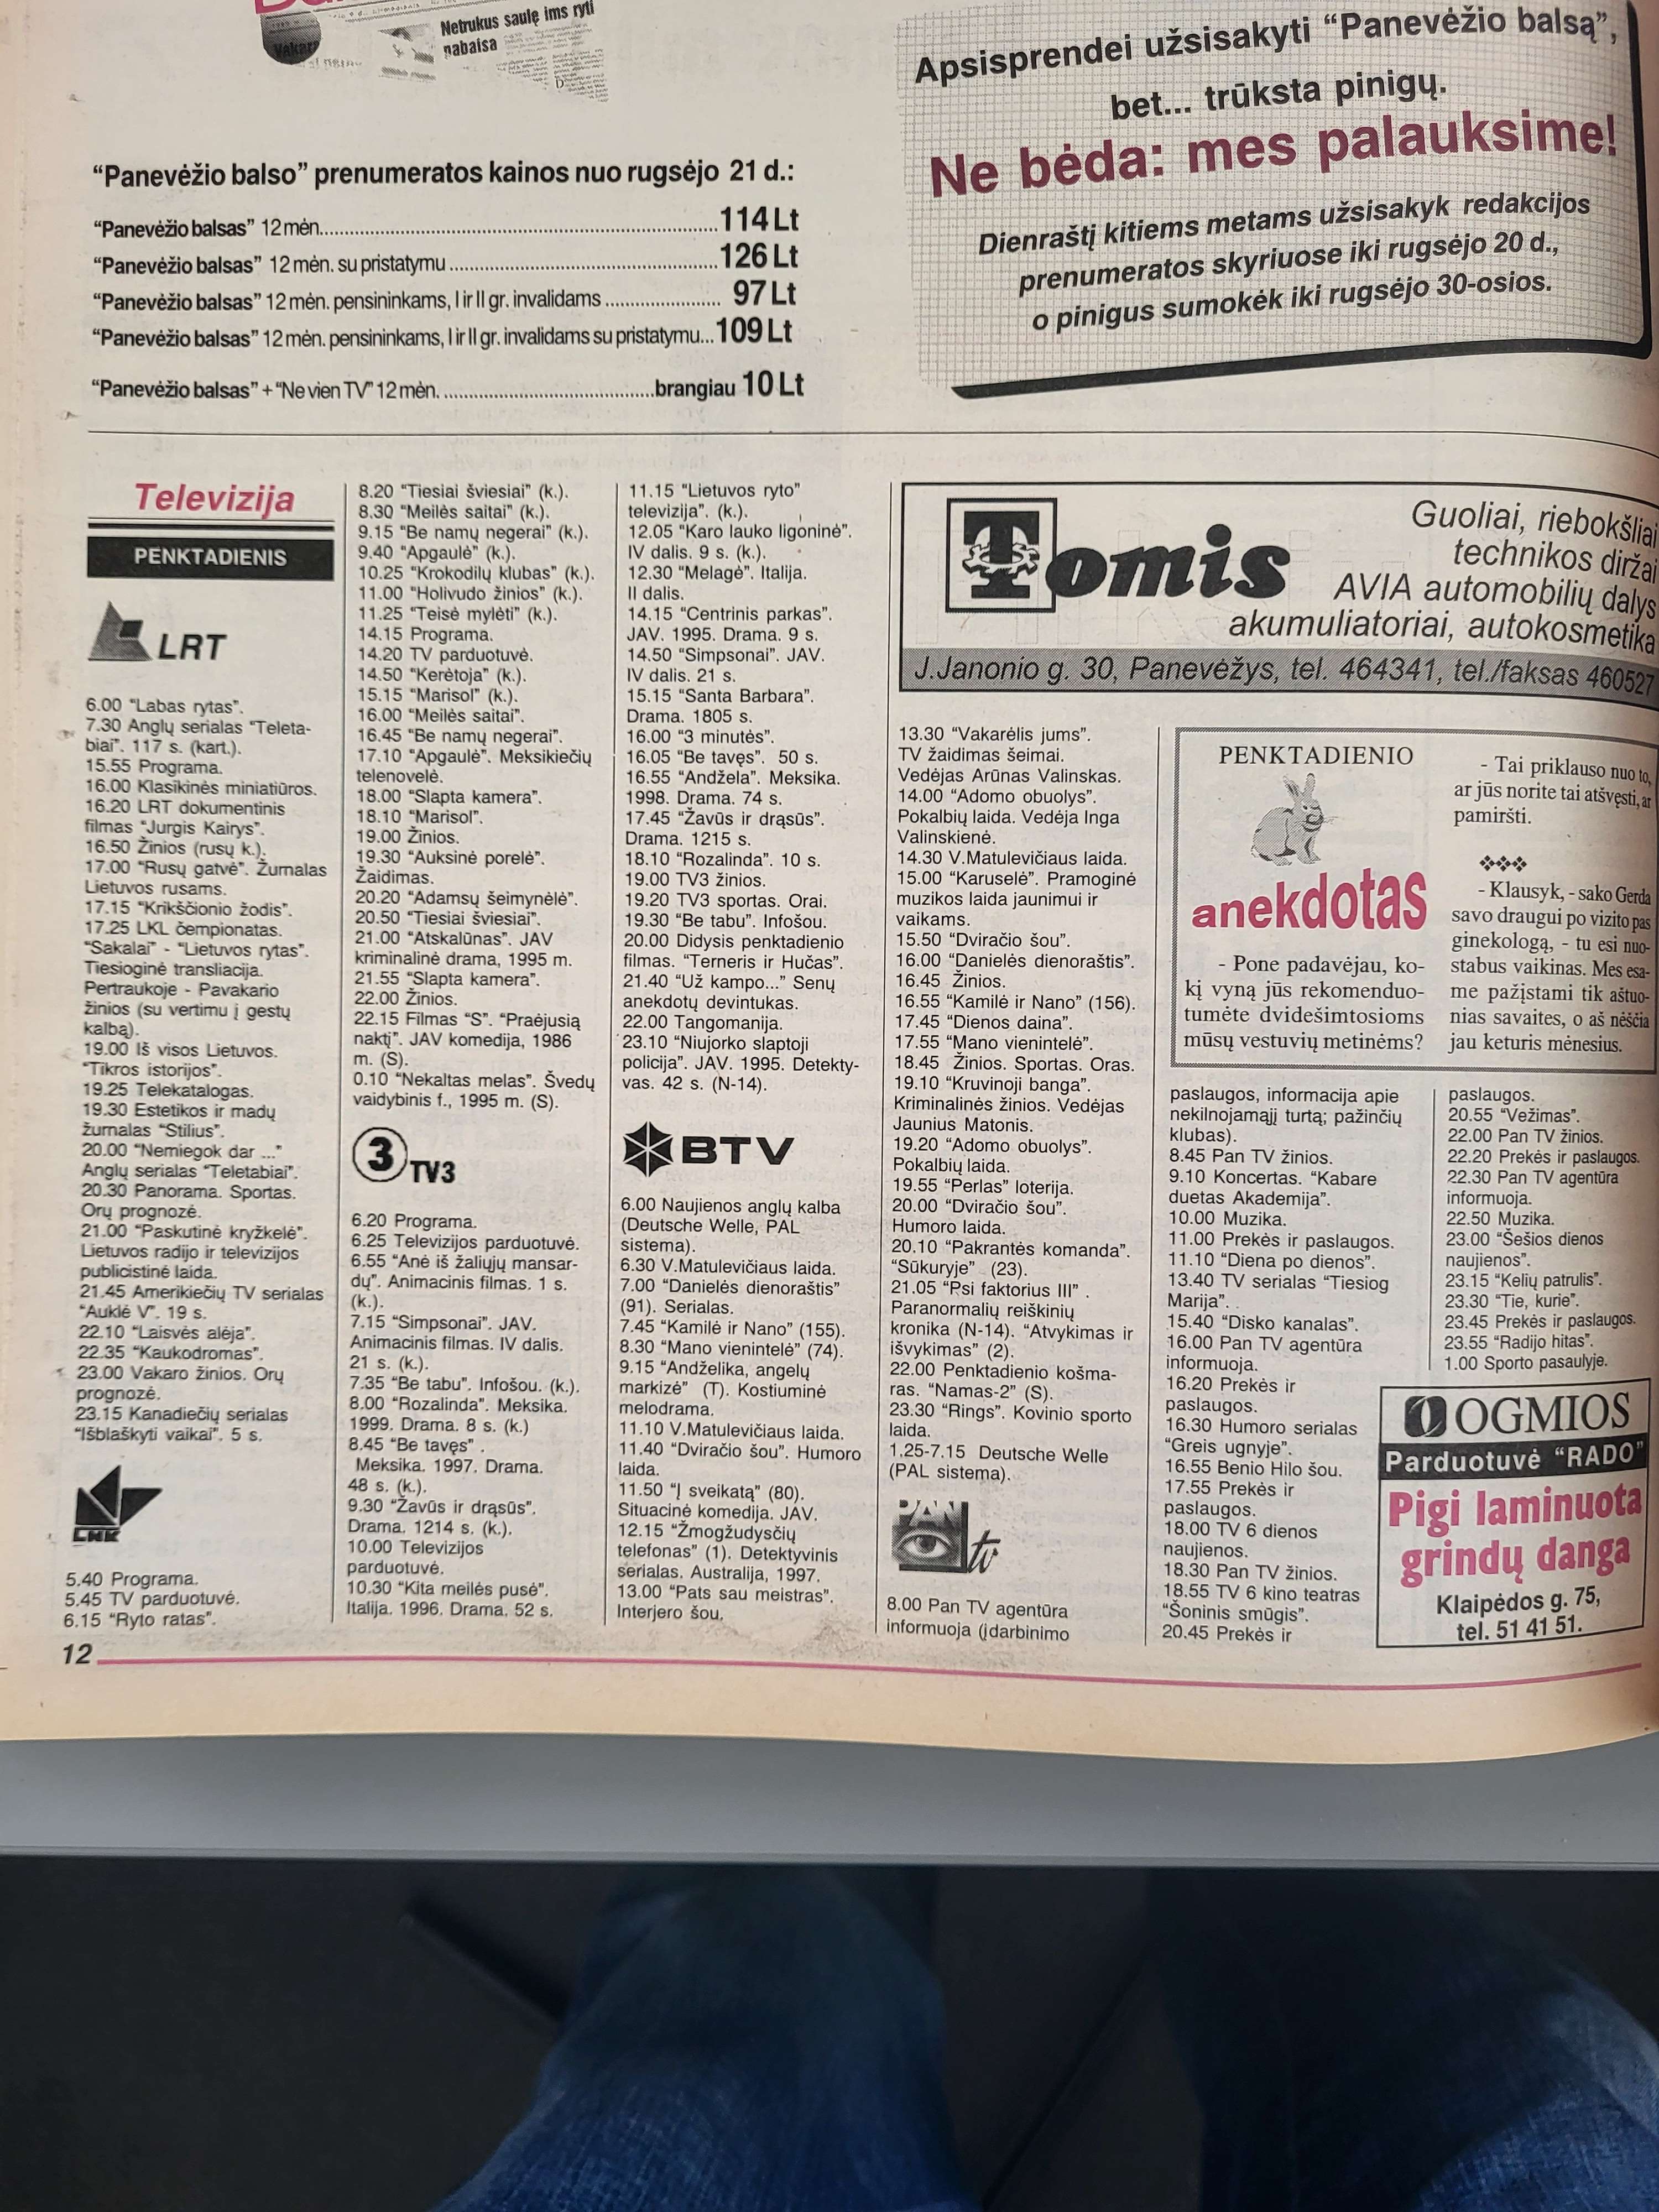 Netrukus saulę ims ryti
pabaisa
Vakar
Apsisprendei užsisakyti “Panevėžio balsą”,
bet... trūksta pinigų.
Ne bėda: mes palauksime!
Dienraštį kitiems metams užsisakyk redakcijos
prenumeratos skyriuose iki rugsėjo 20 d.,
o pinigus sumokėk iki rugsėjo 30-osios.
“Panevėžio balso” prenumeratos kainos nuo rugsėjo 21 d.:
“Panevėžio balsas” 12 mėn. 114 Lt
“Panevėžio balsas” 12 mėn. su pristatymu 126 Lt
“Panevėžio balsas” 12 mėn. pensininkams, I ir II gr. invalidams 97 Lt
“Panevėžio balsas” 12 mėn. pensininkams, I ir II gr. invalidams su pristatymu... 109 Lt
“Panevėžio balsas” + “Ne vien TV” 12 mėn. brangiau 10 Lt
Televizija
PENKTADIENIS
LRT
6.00 “Labas rytas”.
7.30 Anglų serialas “Teleta-
biai”. 117 s. (kart.).
15.55 Programa.
16.00 Klasikinės miniatiūros.
16.20 LRT dokumentinis
filmas “Jurgis Kairys”.
16.50 Žinios (rusų k.).
17.00 “Rusų gatvė”. Žurnalas
Lietuvos rusams.
17.15 “Krikščionio žodis”.
17.25 LKL čempionatas.
“Sakalai” - “Lietuvos rytas”.
Tiesioginė transliacija.
Pertraukoje - Pavakario
žinios (su vertimu į gestų
kalbą).
19.00 Iš visos Lietuvos.
“Tikros istorijos”.
19.25 Telekatalogas.
19.30 Estetikos ir madų
žurnalas “Stilius”.
20.00 “Nemiegok dar ...”
Anglų serialas “Teletabiai”.
20.30 Panorama. Sportas.
Orų prognozė.
21.00 “Paskutinė kryžkelė”.
Lietuvos radijo ir televizijos
publicistinė laida.
21.45 Amerikiečių TV serialas
“Auklė V”. 19 s.
22.10 “Laisvės alėja”.
22.35 “Kaukodromas”.
23.00 Vakaro žinios. Orų
prognozė.
23.15 Kanadiečių serialas
“Išblaškyti vaikai”. 5 s.
LNK
5.40 Programa.
5.45 TV parduotuvė.
6.15 “Ryto ratas”.
8.20 “Tiesiai šviesiai” (k.).
8.30 “Meilės saitai” (k.).
9.15 “Be namų negerai” (k.).
9.40 “Apgaulė” (k.).
10.25 “Krokodilų klubas” (k.).
11.00 “Holivudo žinios” (k.).
11.25 “Teisė mylėti” (k.).
14.15 Programa.
14.20 TV parduotuvė.
14.50 “Kerėtoja” (k.).
15.15 “Marisol” (k.).
16.00 “Meilės saitai”.
16.45 “Be namų negerai”.
17.10 “Apgaulė”. Meksikiečių
telenovelė.
18.00 “Slapta kamera”.
18.10 “Marisol”.
19.00 Žinios.
19.30 “Auksinė porelė”.
Žaidimas.
20.20 “Adamsų šeimynėlė”.
20.50 “Tiesiai šviesiai”.
21.00 “Atskalūnas”. JAV
kriminalinė drama, 1995 m.
21.55 “Slapta kamera”.
22.00 Žinios.
22.15 Filmas “S”. “Praėjusią
naktį”. JAV komedija, 1986
m. (S).
0.10 “Nekaltas melas”. Švedų
vaidybinis f., 1995 m. (S).
3 TV3
6.20 Programa.
6.25 Televizijos parduotuvė.
6.55 “Anė iš žaliųjų mansar-
dų”. Animacinis filmas. 1 s.
(k.).
7.15 “Simpsonai”. JAV.
Animacinis filmas. IV dalis.
21 s. (k.).
7.35 “Be tabu”. Infošou. (k.).
8.00 “Rozalinda”. Meksika.
1999. Drama. 8 s. (k.)
8.45 “Be tavęs” .
Meksika. 1997. Drama.
48 s. (k.).
9.30 “Žavūs ir drąsūs”.
Drama. 1214 s. (k.).
10.00 Televizijos
parduotuvė.
10.30 “Kita meilės pusė”.
Italija. 1996. Drama. 52 s.
11.15 “Lietuvos ryto”
televizija”. (k.).
12.05 “Karo lauko ligoninė”.
IV dalis. 9 s. (k.).
12.30 “Melagė”. Italija.
II dalis.
14.15 “Centrinis parkas”.
JAV. 1995. Drama. 9 s.
14.50 “Simpsonai”. JAV.
IV dalis. 21 s.
15.15 “Santa Barbara”.
Drama. 1805 s.
16.00 “3 minutės”.
16.05 “Be tavęs”. 50 s.
16.55 “Andžela”. Meksika.
1998. Drama. 74 s.
17.45 “Žavūs ir drąsūs”.
Drama. 1215 s.
18.10 “Rozalinda”. 10 s.
19.00 TV3 žinios.
19.20 TV3 sportas. Orai.
19.30 “Be tabu”. Infošou.
20.00 Didysis penktadienio
filmas. “Terneris ir Hučas”.
21.40 “Už kampo...” Senų
anekdotų devintukas.
22.00 Tangomanija.
23.10 “Niujorko slaptoji
policija”. JAV. 1995. Detekty-
vas. 42 s. (N-14).
BTV
6.00 Naujienos anglų kalba
(Deutsche Welle, PAL
sistema).
6.30 V.Matulevičiaus laida.
7.00 “Danielės dienoraštis”
(91). Serialas.
7.45 “Kamilė ir Nano” (155).
8.30 “Mano vienintelė” (74).
9.15 “Andželika, angelų
markizė” (T). Kostiuminė
melodrama.
11.10 V.Matulevičiaus laida.
11.40 “Dviračio šou”. Humoro
laida.
11.50 “Į sveikatą” (80).
Situacinė komedija. JAV.
12.15 “Žmogžudysčių
telefonas” (1). Detektyvinis
serialas. Australija, 1997.
13.00 “Pats sau meistras”.
Interjero šou.
Tomis
Guoliai, riebokšliai
technikos diržai
AVIA automobilių dalys
akumuliatoriai, autokosmetika
J.Janonio g. 30, Panevėžys, tel. 464341, tel./faksas 460527
13.30 “Vakarėlis jums”.
TV žaidimas šeimai.
Vedėjas Arūnas Valinskas.
14.00 “Adomo obuolys”.
Pokalbių laida. Vedėja Inga
Valinskienė.
14.30 V.Matulevičiaus laida.
15.00 “Karuselė”. Pramoginė
muzikos laida jaunimui ir
vaikams.
15.50 “Dviračio šou”.
16.00 “Danielės dienoraštis”.
16.45 Žinios.
16.55 “Kamilė ir Nano” (156).
17.45 “Dienos daina”.
17.55 “Mano vienintelė”.
18.45 Žinios. Sportas. Oras.
19.10 “Kruvinoji banga”.
Kriminalinės žinios. Vedėjas
Jaunius Matonis.
19.20 “Adomo obuolys”.
Pokalbių laida.
19.55 “Perlas” loterija.
20.00 “Dviračio šou”.
Humoro laida.
20.10 “Pakrantės komanda”.
“Sūkuryje” (23).
21.05 “Psi faktorius III” .
Paranormalių reiškinių
kronika (N-14). “Atvykimas ir
išvykimas” (2).
22.00 Penktadienio košma-
ras. “Namas-2” (S).
23.30 “Rings”. Kovinio sporto
laida.
1.25-7.15 Deutsche Welle
(PAL sistema).
PAN tv
8.00 Pan TV agentūra
informuoja (įdarbinimo
PENKTADIENIO
anekdotas
- Pone padavėjau, ko-
kį vyną jūs rekomenduo-
tumėte dvidešimtosioms
mūsų vestuvių metinėms?
- Tai priklauso nuo to,
ar jūs norite tai atšvęsti, ar
pamiršti.
- Klausyk, - sako Gerda
savo draugui po vizito pas
ginekologą, - tu esi nuo-
stabus vaikinas. Mes esa-
me pažįstami tik aštuo-
nias savaites, o aš nėščia
jau keturis mėnesius.
paslaugos, informacija apie
nekilnojamąjį turtą; pažinčių
klubas).
8.45 Pan TV žinios.
9.10 Koncertas. “Kabare
duetas Akademija”.
10.00 Muzika.
11.00 Prekės ir paslaugos.
11.10 “Diena po dienos”.
13.40 TV serialas “Tiesiog
Marija”.
15.40 “Disko kanalas”.
16.00 Pan TV agentūra
informuoja.
16.20 Prekės ir
paslaugos.
16.30 Humoro serialas
“Greis ugnyje”.
16.55 Benio Hilo šou.
17.55 Prekės ir
paslaugos.
18.00 TV 6 dienos
naujienos.
18.30 Pan TV žinios.
18.55 TV 6 kino teatras
“Šoninis smūgis”.
20.45 Prekės ir
paslaugos.
20.55 “Vežimas”.
22.00 Pan TV žinios.
22.20 Prekės ir paslaugos.
22.30 Pan TV agentūra
informuoja.
22.50 Muzika.
23.00 “Šešios dienos
naujienos”.
23.15 “Kelių patrulis”.
23.30 “Tie, kurie”.
23.45 Prekės ir paslaugos.
23.55 “Radijo hitas”.
1.00 Sporto pasaulyje.
OGMIOS
Parduotuvė “RADO”
Pigi laminuota
grindų danga
Klaipėdos g. 75,
tel. 51 41 51.
12